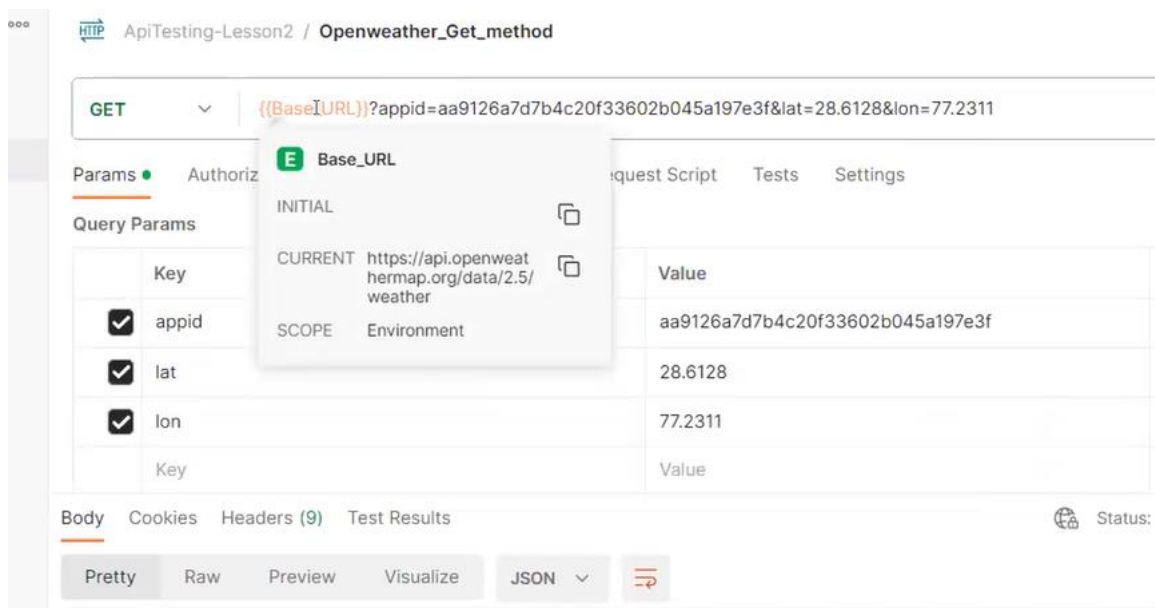 HTTP ApiTesting-Lesson2 / Openweather_Get_method
GET {{Base_URL}}?appid=aa9126a7d7b4c20f33602b045a197e3f&lat=28.6128&lon=77.2311
Params Authoriz equest Script Tests Settings
E Base_URL
INITIAL
CURRENT https://api.openweat
hermap.org/data/2.5/
weather
SCOPE Environment
Query Params
Key Value
appid aa9126a7d7b4c20f33602b045a197e3f
lat 28.6128
lon 77.2311
Key Value
Body Cookies Headers (9) Test Results Status:
Pretty Raw Preview Visualize JSON